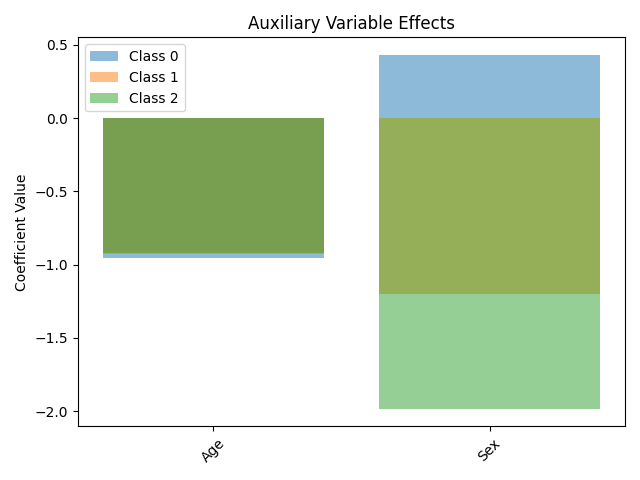 Auxiliary Variable Effects
Class 0
Class 1
Class 2
Coefficient Value
0.5
0.0
−0.5
−1.0
−1.5
−2.0
Age
Sex